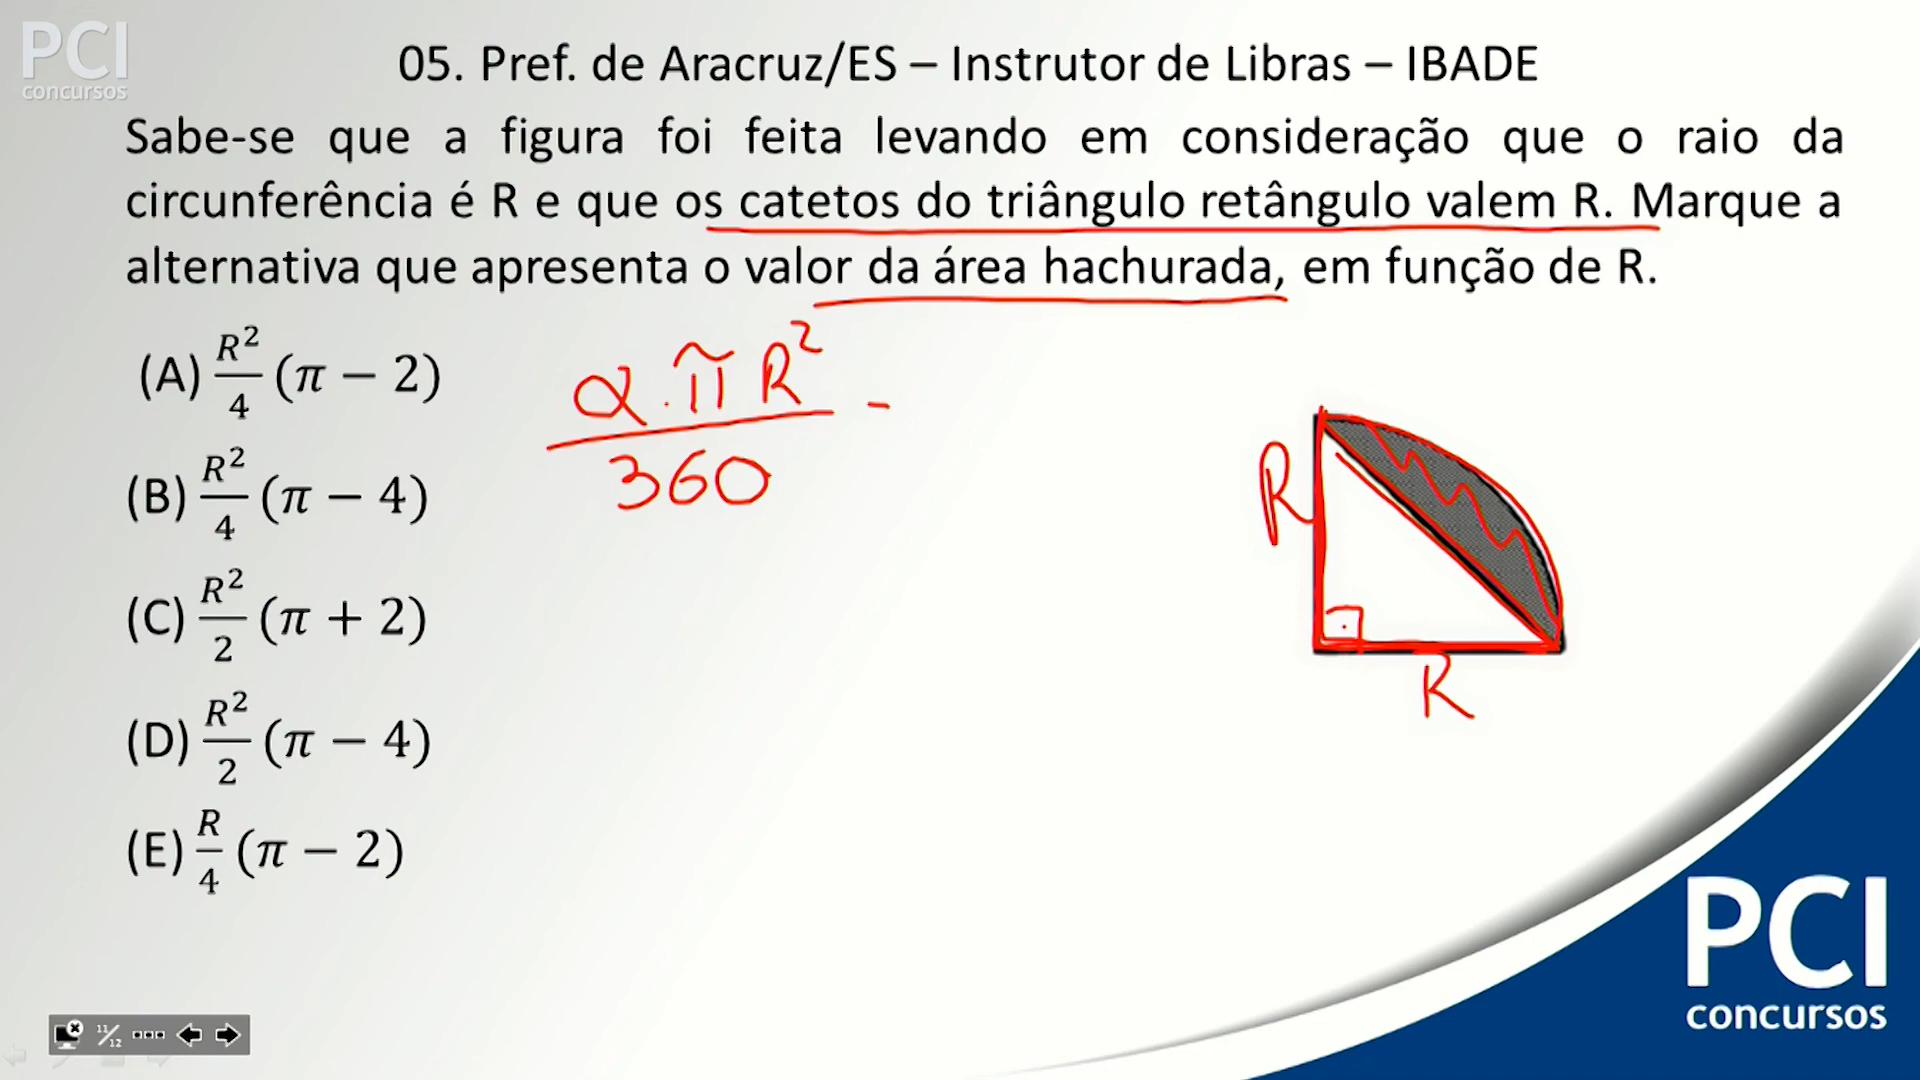 PCI
concursos
05. Pref. de Aracruz/ES – Instrutor de Libras – IBADE
Sabe-se que a figura foi feita levando em consideração que o raio da
circunferência é R e que os catetos do triângulo retângulo valem R. Marque a
alternativa que apresenta o valor da área hachurada, em função de R.
(A) R²/4 (π − 2)
(B) R²/4 (π − 4)
(C) R²/2 (π + 2)
(D) R²/2 (π − 4)
(E) R/4 (π − 2)
α . π R² -
360
R
R
PCI
concursos
11/12